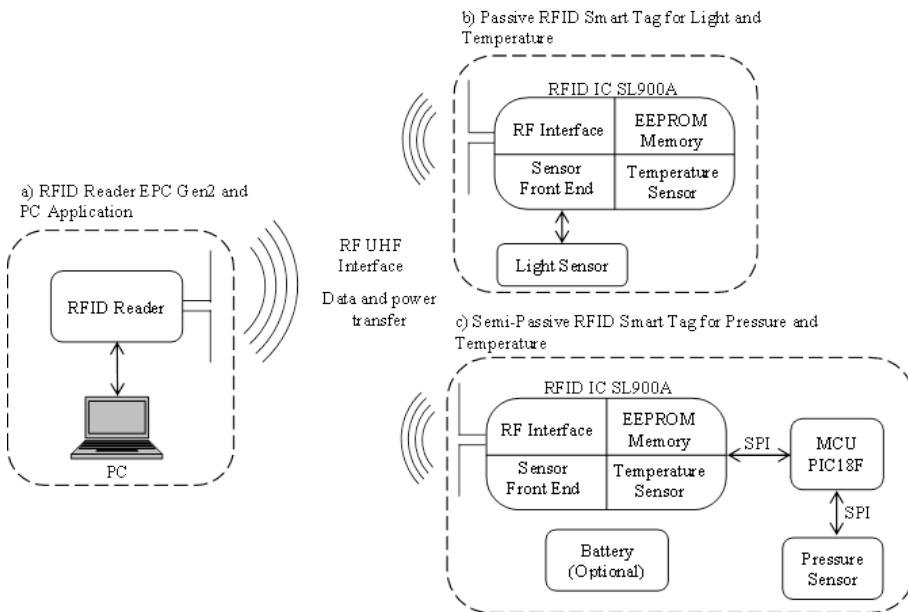 a) RFID Reader EPC Gen2 and
PC Application
RFID Reader
PC
RF UHF
Interface
Data and power
transfer
b) Passive RFID Smart Tag for Light and
Temperature
RFID IC SL900A
RF Interface
EEPROM
Memory
Sensor
Front End
Temperature
Sensor
Light Sensor
c) Semi-Passive RFID Smart Tag for Pressure and
Temperature
RFID IC SL900A
RF Interface
EEPROM
Memory
Sensor
Front End
Temperature
Sensor
SPI
MCU
PIC18F
SPI
Battery
(Optional)
Pressure
Sensor